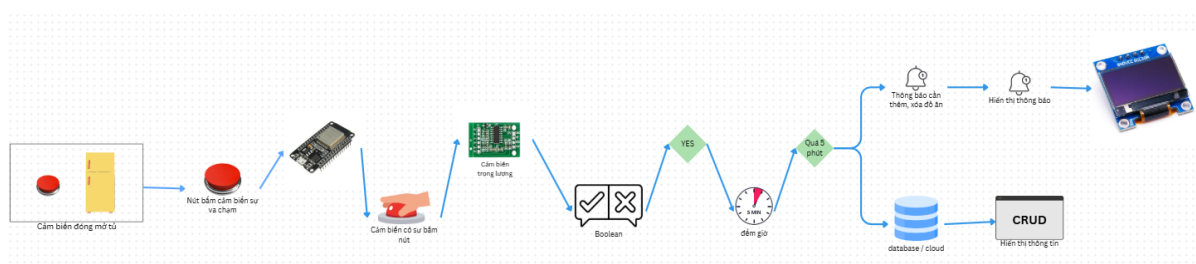 Cảm biến đóng mở tủ
Nút bấm cảm biến sự
va chạm
Cảm biến có sự bấm
nút
Cảm biến
trọng lượng
Boolean
YES
5 MIN
đếm giờ
Quá 5
phút
Thông báo cần
thêm, xóa đồ ăn
Hiển thị thông báo
database / cloud
CRUD
Hiển thị thông tin